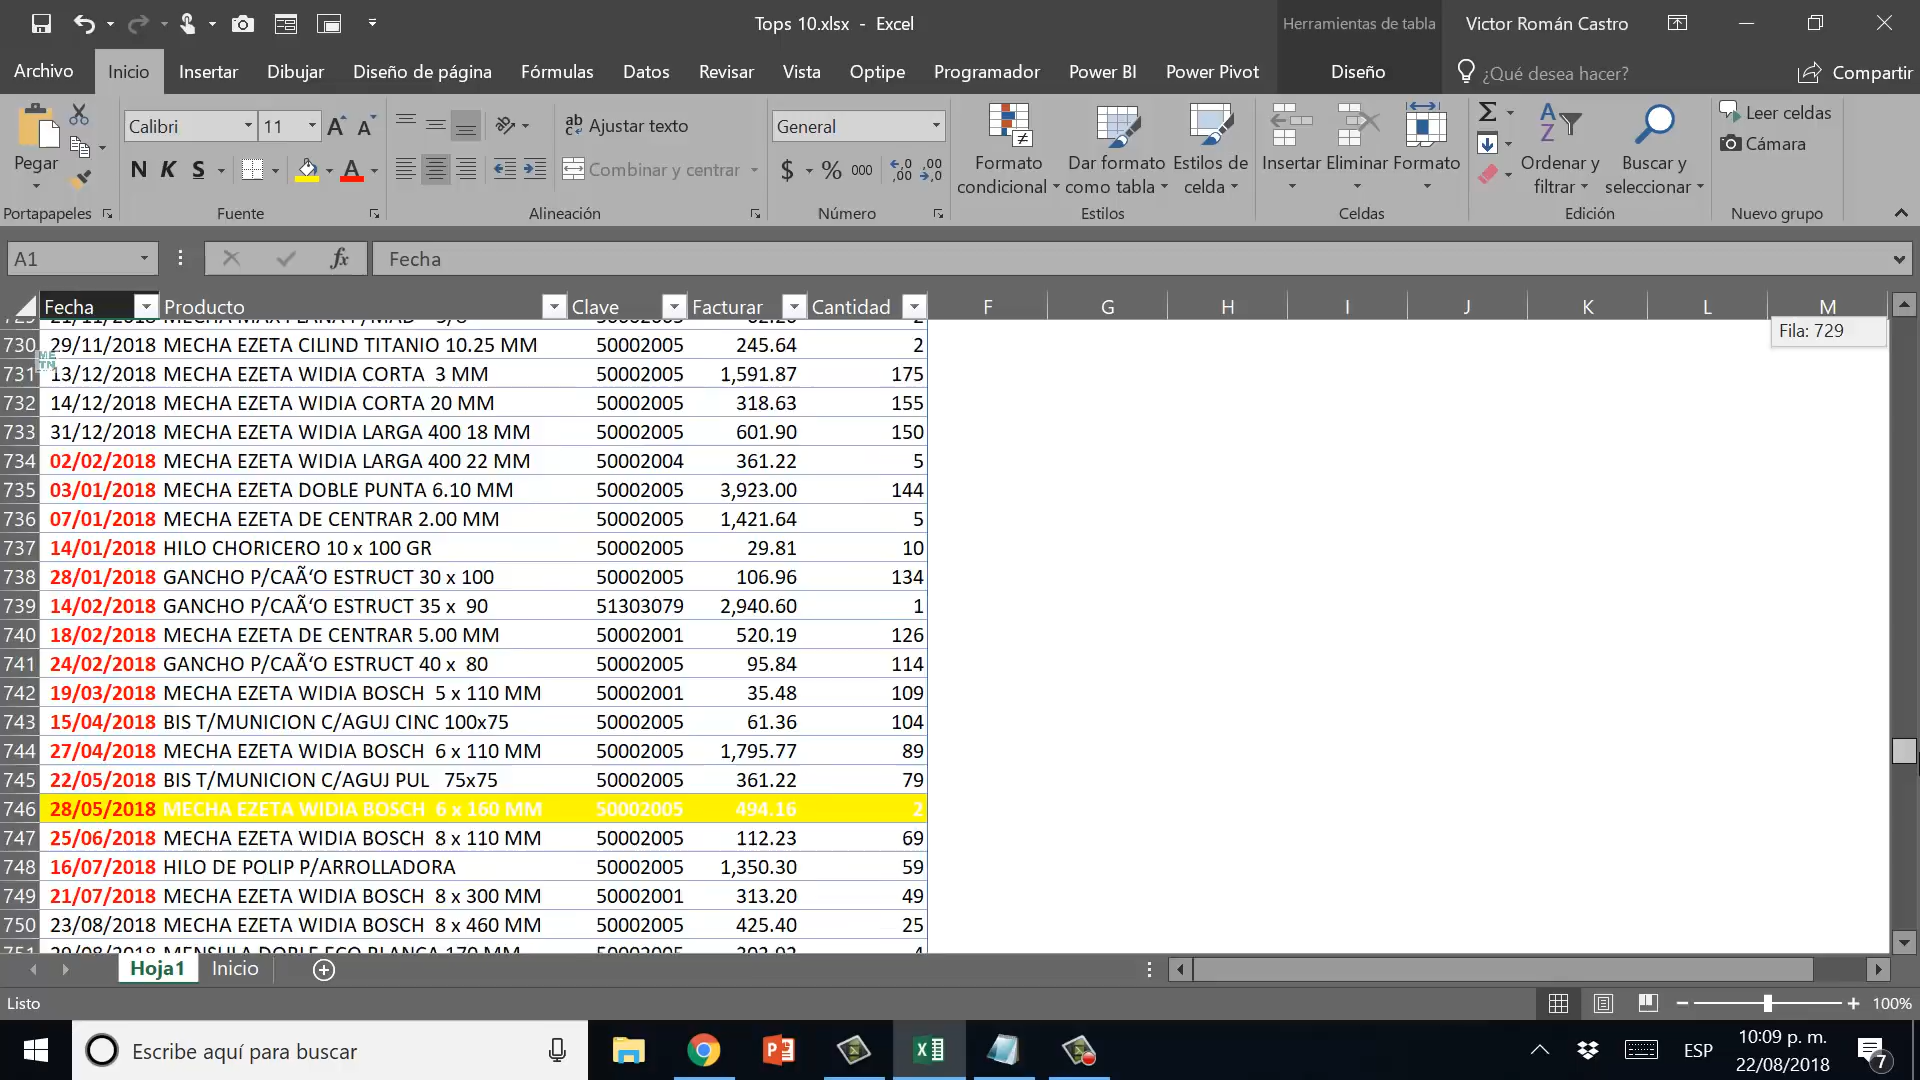 Tops 10.xlsx - Excel
Herramientas de tabla
Victor Román Castro
Archivo Inicio Insertar Dibujar Diseño de página Fórmulas Datos Revisar Vista Optipe Programador Power BI Power Pivot Diseño ¿Qué desea hacer? Compartir
Pegar
Portapapeles
Calibri 11
N K S
Fuente
Ajustar texto
Combinar y centrar
Alineación
General
$ % 000
Número
Formato condicional
Dar formato como tabla
Estilos de celda
Estilos
Insertar Eliminar Formato
Celdas
Ordenar y filtrar
Buscar y seleccionar
Edición
Leer celdas
Cámara
Nuevo grupo
A1 fx Fecha
Fecha Producto Clave Facturar Cantidad F G H I J K L M
Fila: 729
730 29/11/2018 MECHA EZETA CILIND TITANIO 10.25 MM 50002005 245.64 2
731 13/12/2018 MECHA EZETA WIDIA CORTA 3 MM 50002005 1,591.87 175
732 14/12/2018 MECHA EZETA WIDIA CORTA 20 MM 50002005 318.63 155
733 31/12/2018 MECHA EZETA WIDIA LARGA 400 18 MM 50002005 601.90 150
734 02/02/2018 MECHA EZETA WIDIA LARGA 400 22 MM 50002004 361.22 5
735 03/01/2018 MECHA EZETA DOBLE PUNTA 6.10 MM 50002005 3,923.00 144
736 07/01/2018 MECHA EZETA DE CENTRAR 2.00 MM 50002005 1,421.64 5
737 14/01/2018 HILO CHORICERO 10 x 100 GR 50002005 29.81 10
738 28/01/2018 GANCHO P/CAÃ‘O ESTRUCT 30 x 100 50002005 106.96 134
739 14/02/2018 GANCHO P/CAÃ‘O ESTRUCT 35 x 90 51303079 2,940.60 1
740 18/02/2018 MECHA EZETA DE CENTRAR 5.00 MM 50002001 520.19 126
741 24/02/2018 GANCHO P/CAÃ‘O ESTRUCT 40 x 80 50002005 95.84 114
742 19/03/2018 MECHA EZETA WIDIA BOSCH 5 x 110 MM 50002001 35.48 109
743 15/04/2018 BIS T/MUNICION C/AGUJ CINC 100x75 50002005 61.36 104
744 27/04/2018 MECHA EZETA WIDIA BOSCH 6 x 110 MM 50002005 1,795.77 89
745 22/05/2018 BIS T/MUNICION C/AGUJ PUL 75x75 50002005 361.22 79
746 28/05/2018 MECHA EZETA WIDIA BOSCH 6 x 160 MM 50002005 494.16 2
747 25/06/2018 MECHA EZETA WIDIA BOSCH 8 x 110 MM 50002005 112.23 69
748 16/07/2018 HILO DE POLIP P/ARROLLADORA 50002005 1,350.30 59
749 21/07/2018 MECHA EZETA WIDIA BOSCH 8 x 300 MM 50002001 313.20 49
750 23/08/2018 MECHA EZETA WIDIA BOSCH 8 x 460 MM 50002005 425.40 25
Hoja1 Inicio
Listo
100%
Escribe aquí para buscar
ESP
10:09 p. m.
22/08/2018
7